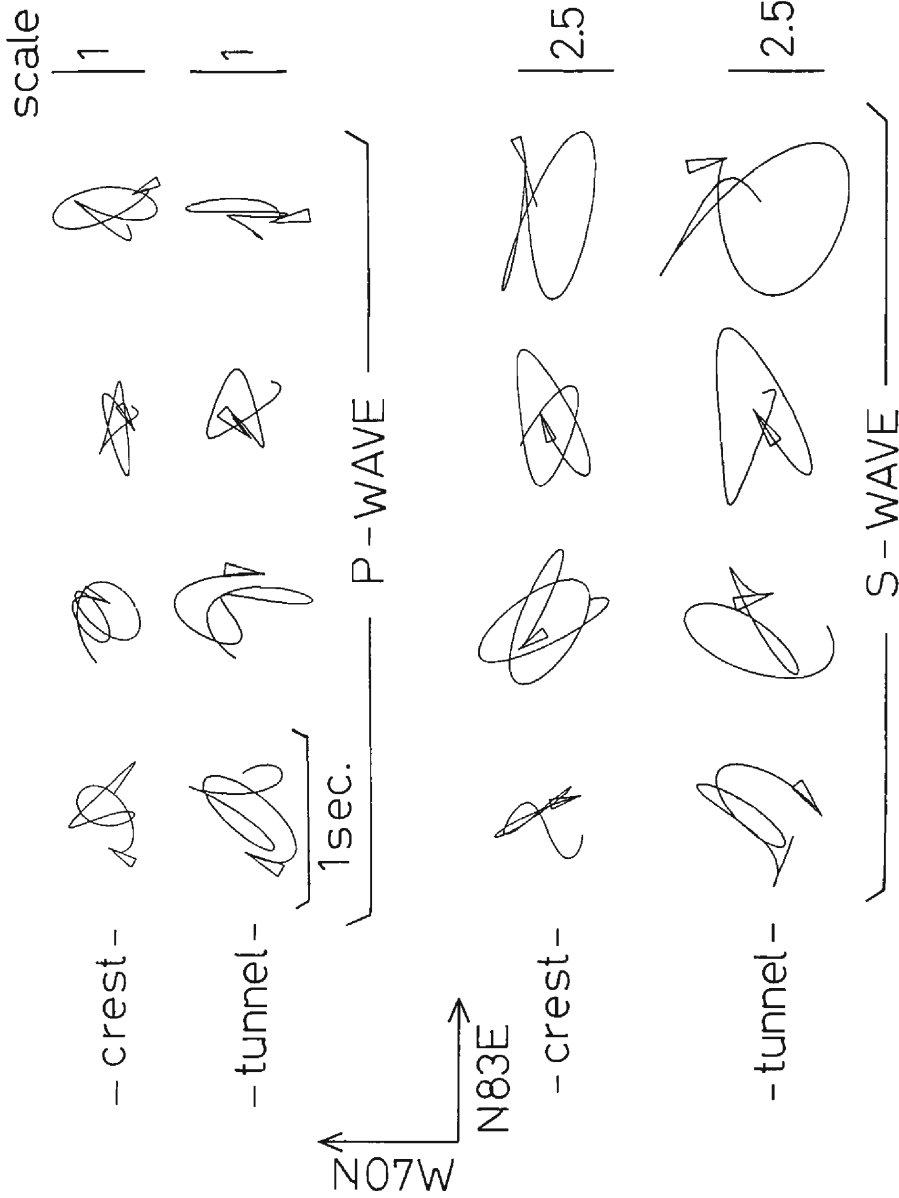 scale
-crest-
1
-tunnel-
1
1sec.
P-WAVE
N07W
N83E
-crest-
2.5
-tunnel-
2.5
S-WAVE